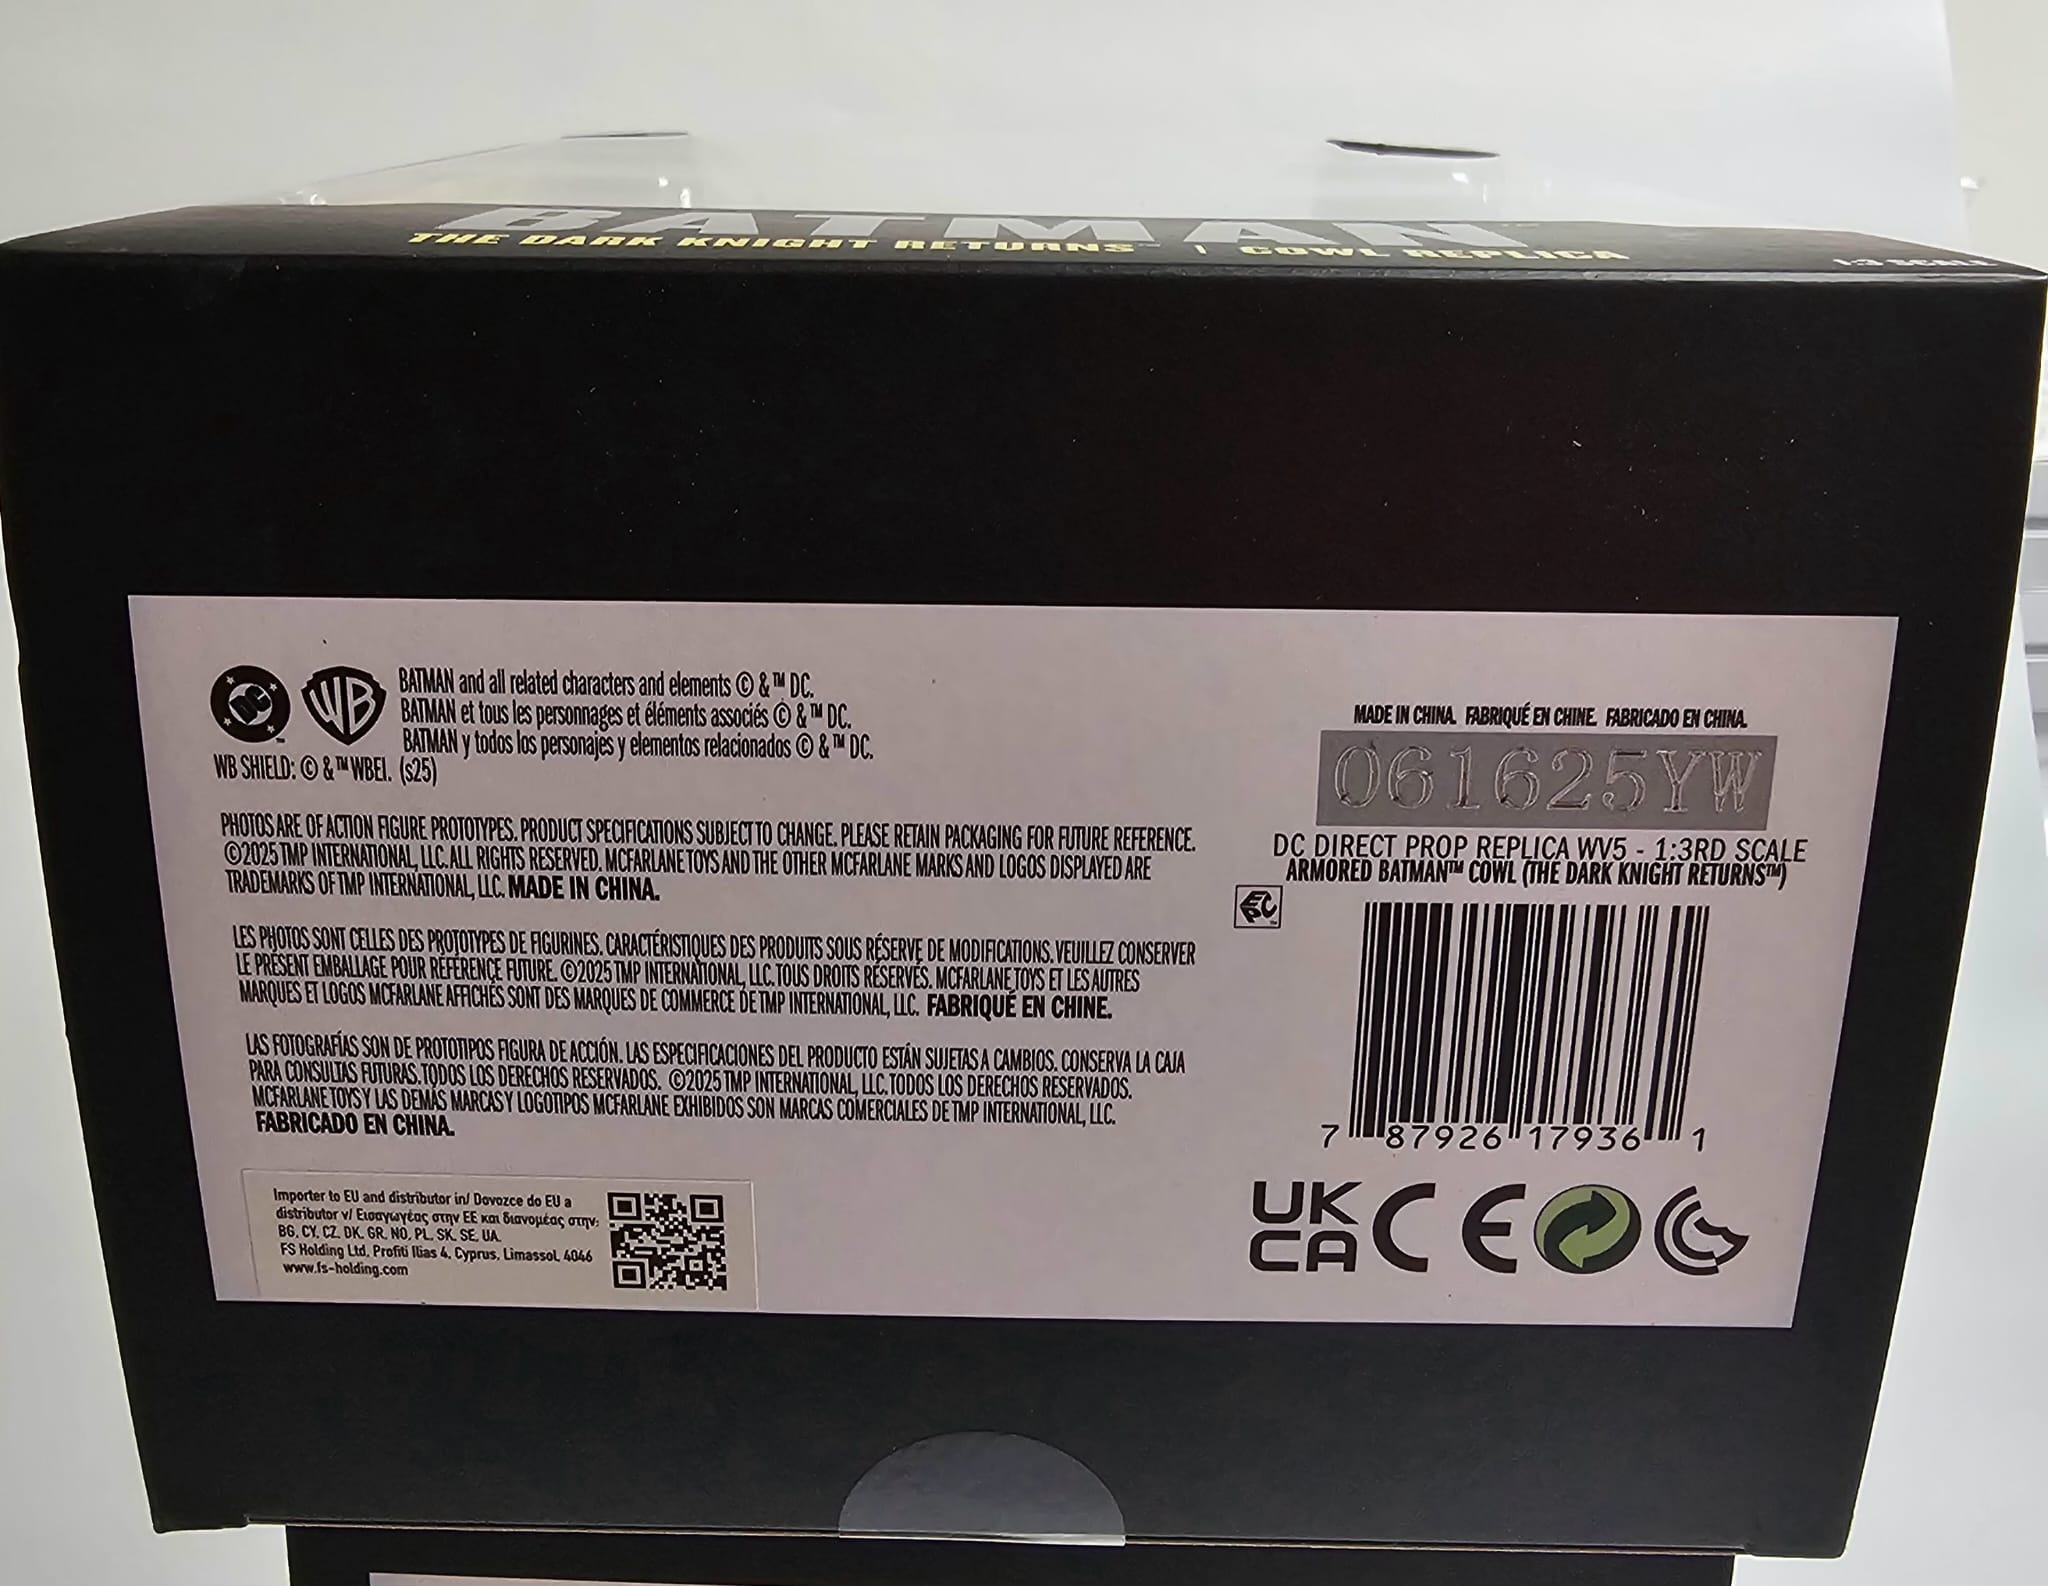 BATMAN
THE DARK KNIGHT RETURNS™ | COWL REPLICA
1:3 SCALE
DC
WB
BATMAN and all related characters and elements © & ™ DC.
BATMAN et tous les personnages et éléments associés © & ™ DC.
BATMAN y todos los personajes y elementos relacionados © & ™ DC.
WB SHIELD: © & ™ WBEI. (s25)
PHOTOS ARE OF ACTION FIGURE PROTOTYPES. PRODUCT SPECIFICATIONS SUBJECT TO CHANGE. PLEASE RETAIN PACKAGING FOR FUTURE REFERENCE.
©2025 TMP INTERNATIONAL, LLC. ALL RIGHTS RESERVED. MCFARLANE TOYS AND THE OTHER MCFARLANE MARKS AND LOGOS DISPLAYED ARE
TRADEMARKS OF TMP INTERNATIONAL, LLC. MADE IN CHINA.
LES PHOTOS SONT CELLES DES PROTOTYPES DE FIGURINES. CARACTÉRISTIQUES DES PRODUITS SOUS RÉSERVE DE MODIFICATIONS. VEUILLEZ CONSERVER
LE PRÉSENT EMBALLAGE POUR RÉFÉRENCE FUTURE. ©2025 TMP INTERNATIONAL, LLC. TOUS DROITS RÉSERVÉS. MCFARLANE TOYS ET LES AUTRES
MARQUES ET LOGOS MCFARLANE AFFICHÉS SONT DES MARQUES DE COMMERCE DE TMP INTERNATIONAL, LLC. FABRIQUÉ EN CHINE.
LAS FOTOGRAFÍAS SON DE PROTOTIPOS FIGURA DE ACCIÓN. LAS ESPECIFICACIONES DEL PRODUCTO ESTÁN SUJETAS A CAMBIOS. CONSERVA LA CAJA
PARA CONSULTAS FUTURAS. TODOS LOS DERECHOS RESERVADOS. ©2025 TMP INTERNATIONAL, LLC. TODOS LOS DERECHOS RESERVADOS.
MCFARLANE TOYS Y LAS DEMÁS MARCAS Y LOGOTIPOS MCFARLANE EXHIBIDOS SON MARCAS COMERCIALES DE TMP INTERNATIONAL, LLC.
FABRICADO EN CHINA.
Importer to EU and distributor in/ Dovozce do EU a
distributor v/ Εισαγωγέας στην ΕΕ και διανομέας στην:
BG, CY, CZ, DK, GR, NO, PL, SK, SE, UA.
FS Holding Ltd, Profiti Ilias 4, Cyprus, Limassol, 4046
www.fs-holding.com
MADE IN CHINA. FABRIQUÉ EN CHINE. FABRICADO EN CHINA.
061625YW
DC DIRECT PROP REPLICA WV5 - 1:3RD SCALE
ARMORED BATMAN™ COWL (THE DARK KNIGHT RETURNS™)
EPC
7 87926 17936 1
UK
CA
CE